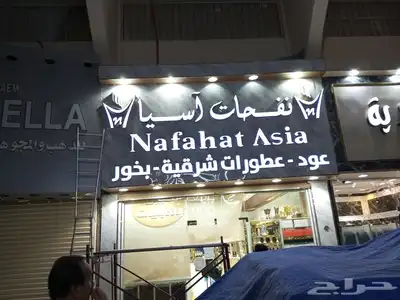 نفحات آسيا
Nafahat Asia
عود - عطورات شرقية - بخور
ELLA
حراج